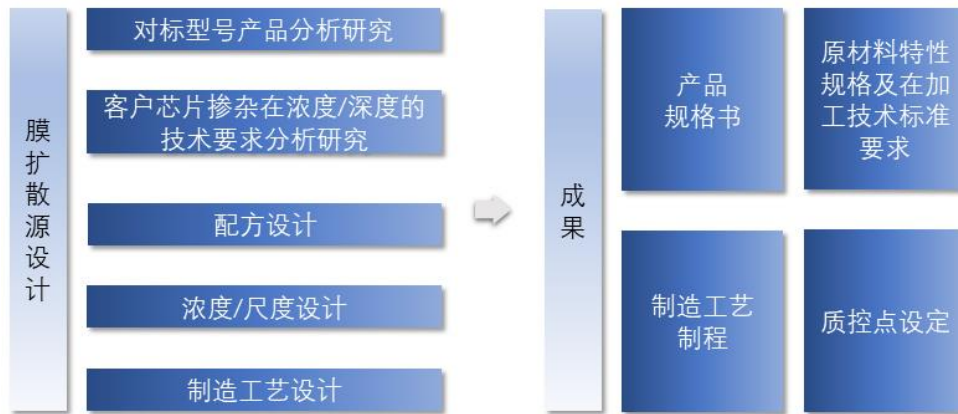 膜扩散源设计
对标型号产品分析研究
客户芯片掺杂在浓度/深度的
技术要求分析研究
配方设计
浓度/尺度设计
制造工艺设计
成果
产品
规格书
原材料特性
规格及在加
工技术标准
要求
制造工艺
制程
质控点设定